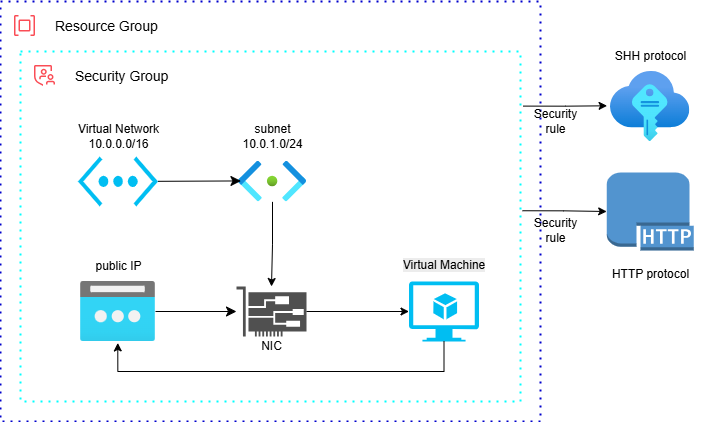 Resource Group
Security Group
SHH protocol
Virtual Network
10.0.0.0/16
subnet
10.0.1.0/24
Security
rule
public IP
Virtual Machine
Security
rule
HTTP
HTTP protocol
NIC